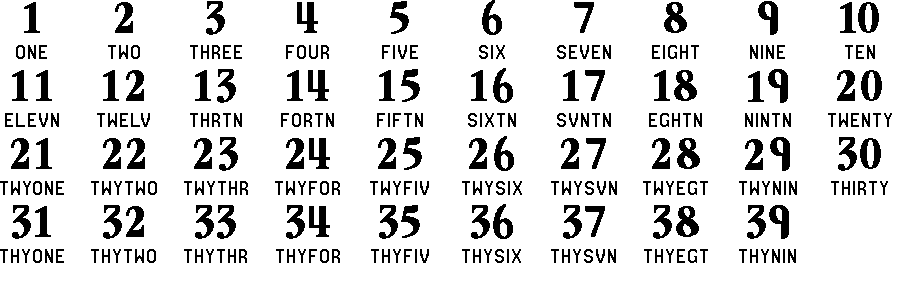 1 2 3 4 5 6 7 8 9 10
ONE TWO THREE FOUR FIVE SIX SEVEN EIGHT NINE TEN
11 12 13 14 15 16 17 18 19 20
ELEVN TWELV THRTN FORTN FIFTN SIXTN SVNTN EGHTN NINTN TWENTY
21 22 23 24 25 26 27 28 29 30
TWYONE TWYTWO TWYTHR TWYFOR TWYFIV TWYSIX TWYSVN TWYEGT TWYNIN THIRTY
31 32 33 34 35 36 37 38 39
THYONE THYTWO THYTHR THYFOR THYFIV THYSIX THYSVN THYEGT THYNIN